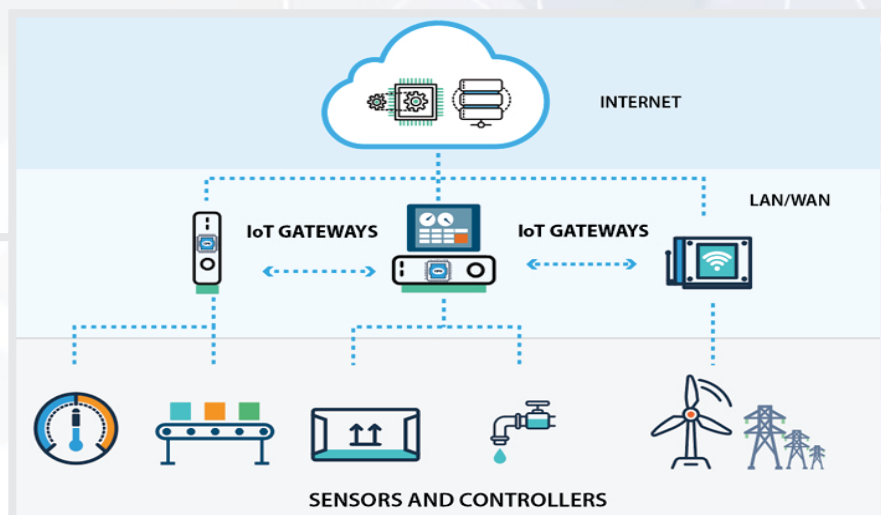 INTERNET
LAN/WAN
IoT GATEWAYS
IoT GATEWAYS
SENSORS AND CONTROLLERS